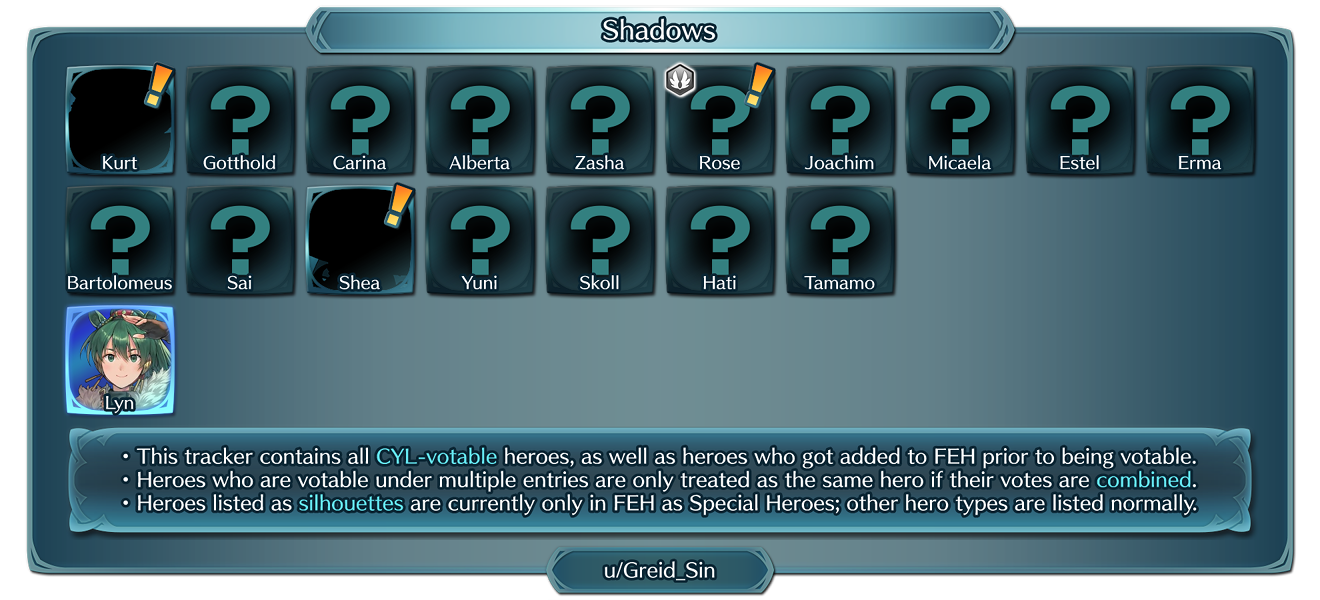 Shadows
Kurt Gotthold Carina Alberta Zasha Rose Joachim Micaela Estel Erma
Bartolomeus Sai Shea Yuni Skoll Hati Tamamo
Lyn
• This tracker contains all CYL-votable heroes, as well as heroes who got added to FEH prior to being votable.
• Heroes who are votable under multiple entries are only treated as the same hero if their votes are combined.
• Heroes listed as silhouettes are currently only in FEH as Special Heroes; other hero types are listed normally.
u/Greid_Sin